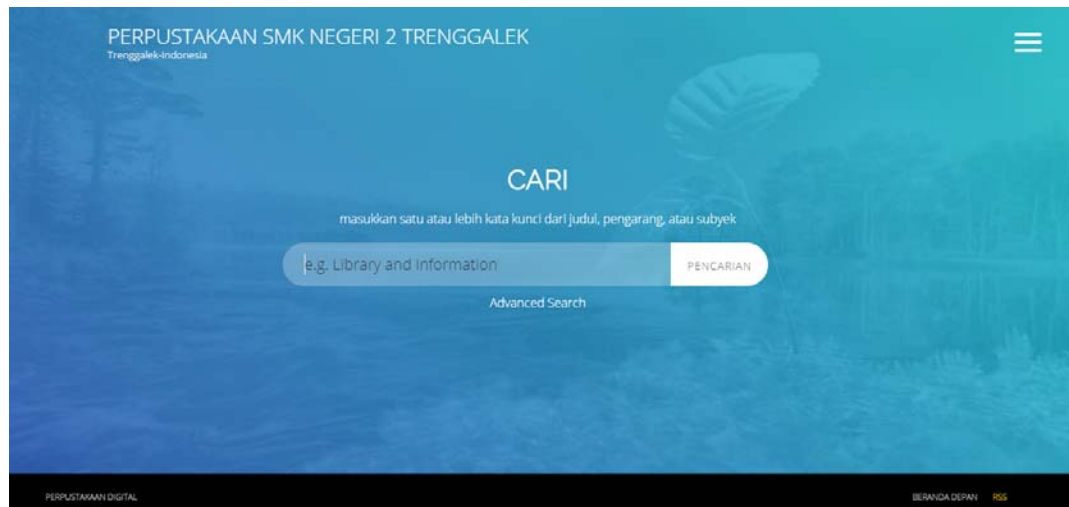 PERPUSTAKAAN SMK NEGERI 2 TRENGGALEK
Trenggalek-Indonesia
CARI
masukkan satu atau lebih kata kunci dari judul, pengarang, atau subyek
e.g. Library and Information
PENCARIAN
Advanced Search
PERPUSTAKAAN DIGITAL
BERANDA DEPAN RSS